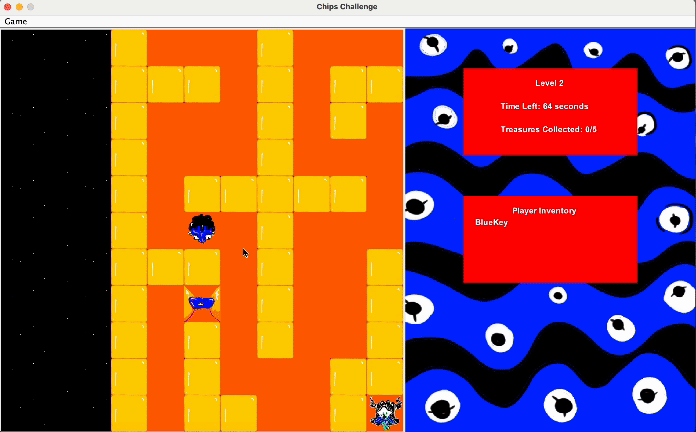 Chips Challenge
Game
Level 2
Time Left: 64 seconds
Treasures Collected: 0/5
Player Inventory
BlueKey